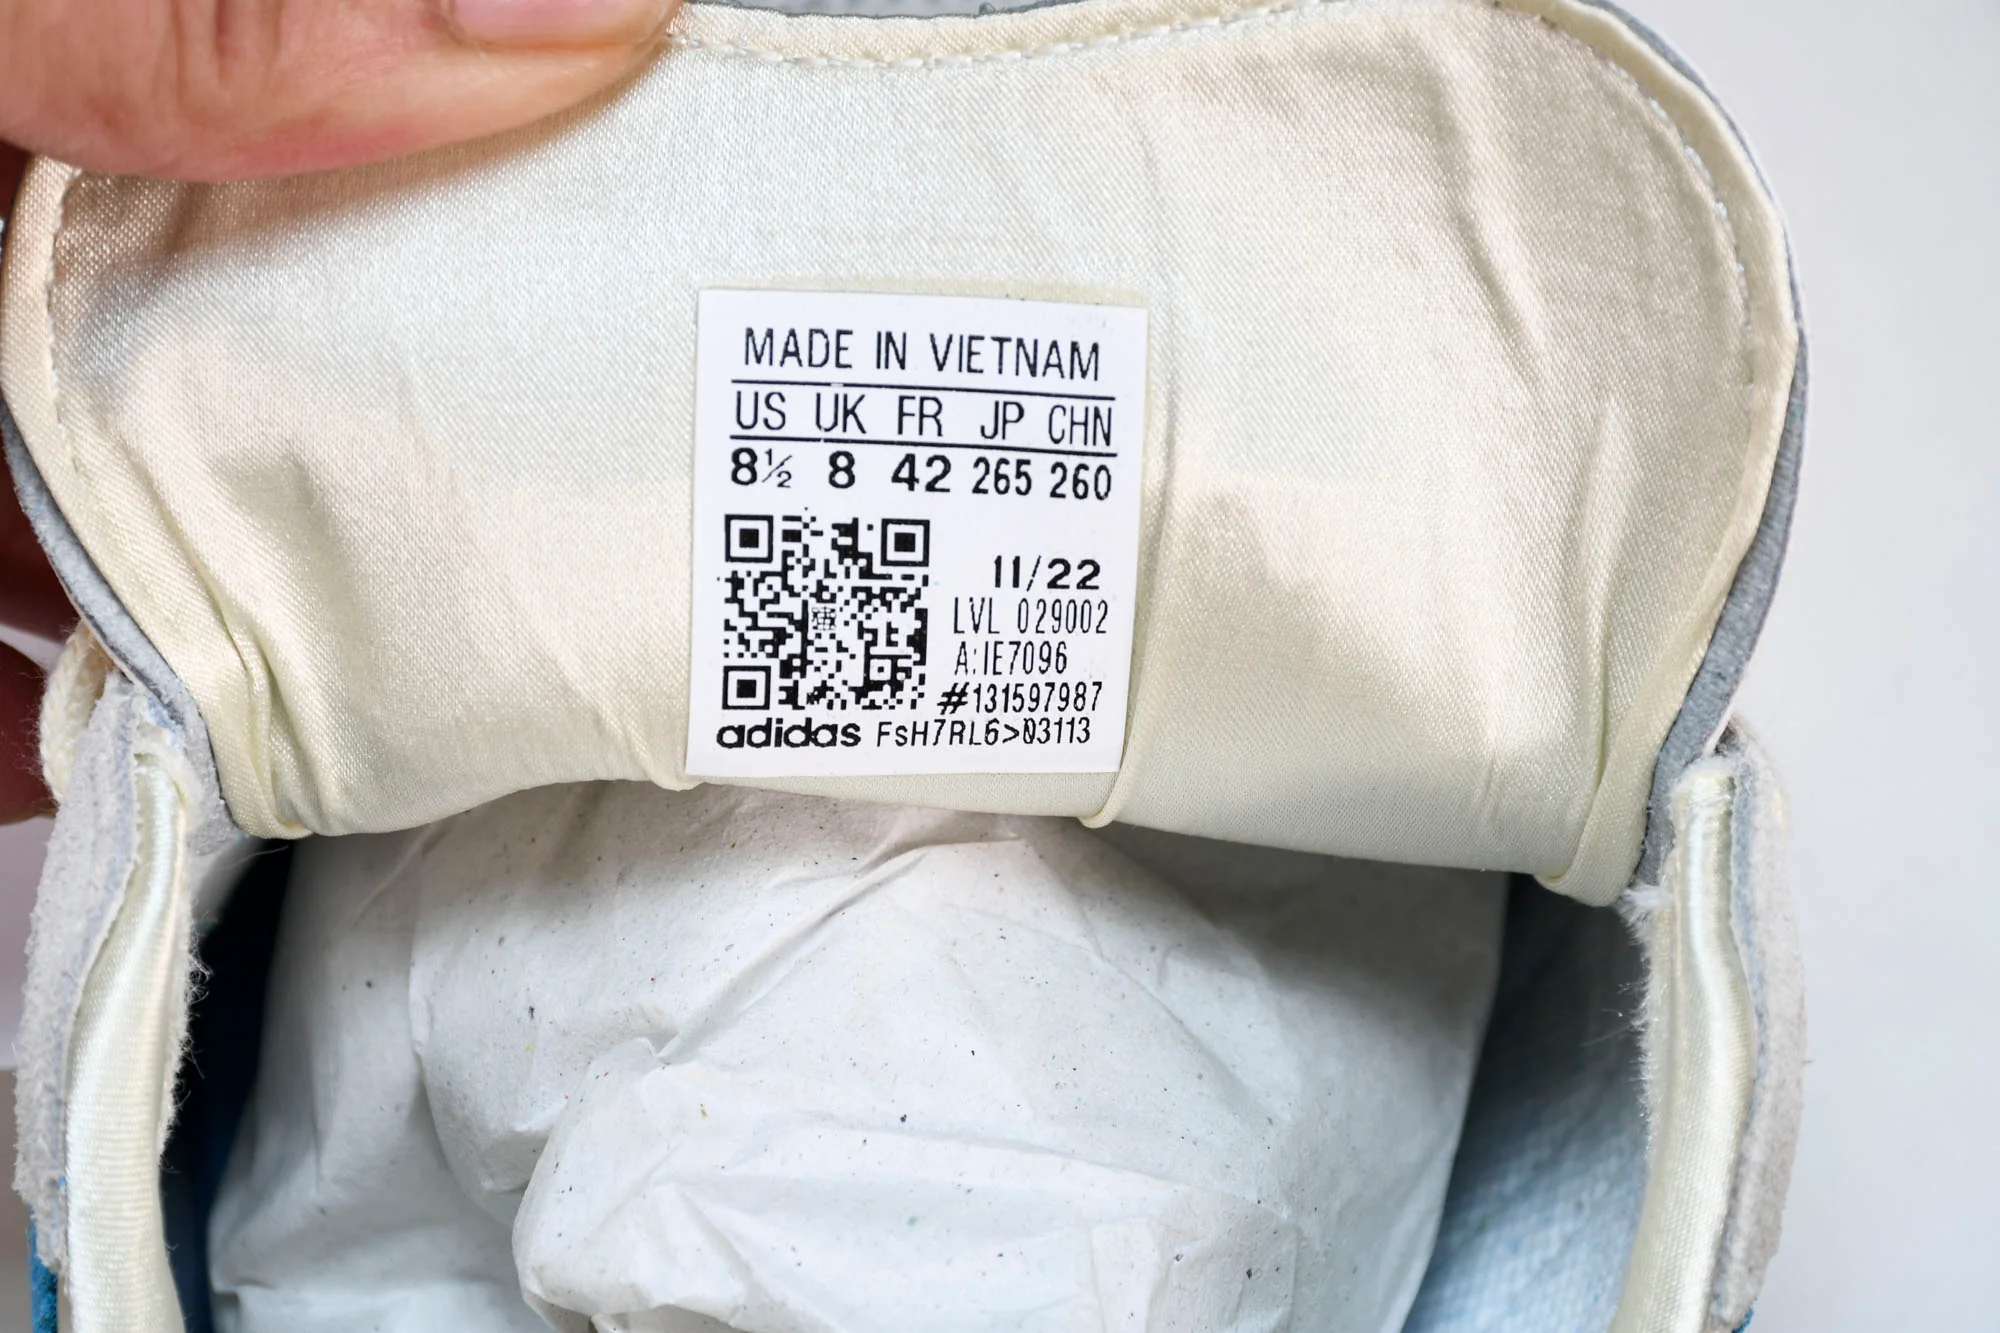 MADE IN VIETNAM
US UK FR JP CHN
8½ 8 42 265 260
11/22
LVL 029002
A:IE7096
#131597987
adidas FsH7RL6>03113